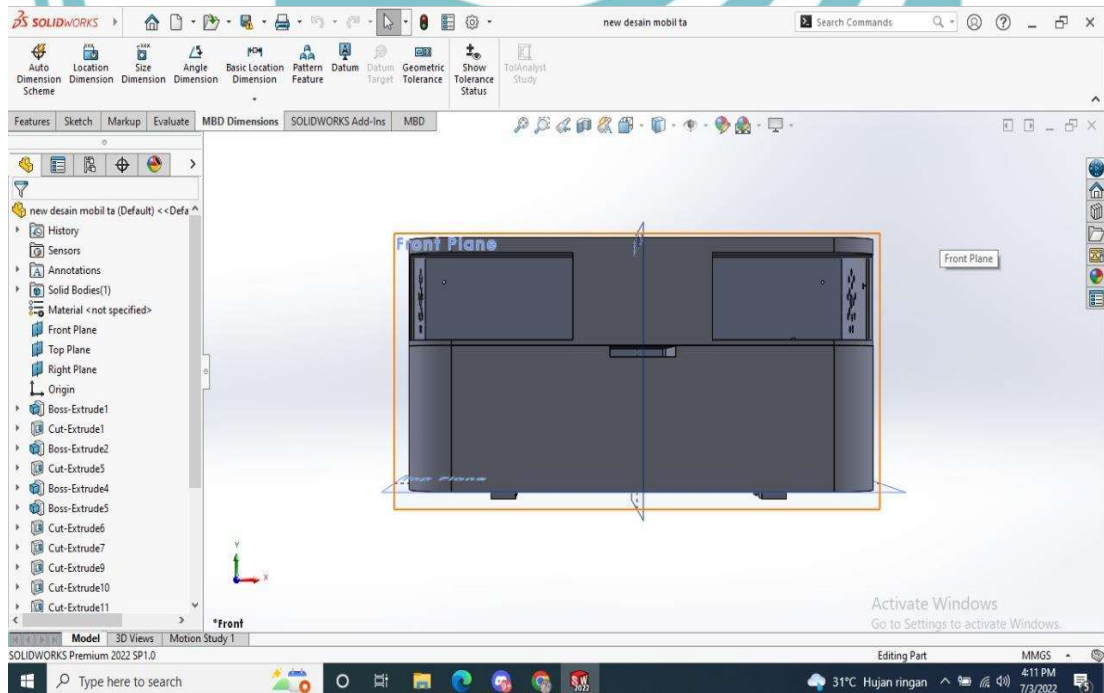 SOLIDWORKS
new desain mobil ta
Search Commands
Auto Dimension Scheme
Location Dimension
Size Dimension
Angle Dimension
Basic Location Dimension
Pattern Feature
Datum
Datum Target
Geometric Tolerance
Show Tolerance Status
TolAnalyst Study
Features Sketch Markup Evaluate MBD Dimensions SOLIDWORKS Add-Ins MBD
new desain mobil ta (Default) <<Defa
History
Sensors
Annotations
Solid Bodies(1)
Material <not specified>
Front Plane
Top Plane
Right Plane
Origin
Boss-Extrude1
Cut-Extrude1
Boss-Extrude2
Cut-Extrude5
Boss-Extrude4
Boss-Extrude5
Cut-Extrude6
Cut-Extrude7
Cut-Extrude9
Cut-Extrude10
Cut-Extrude11
Front Plane
Front Plane
Top Plane
Y
X
*Front
Activate Windows
Go to Settings to activate Windows.
Model 3D Views Motion Study 1
SOLIDWORKS Premium 2022 SP1.0
Editing Part
MMGS
Type here to search
31°C Hujan ringan
4:11 PM
7/3/2022